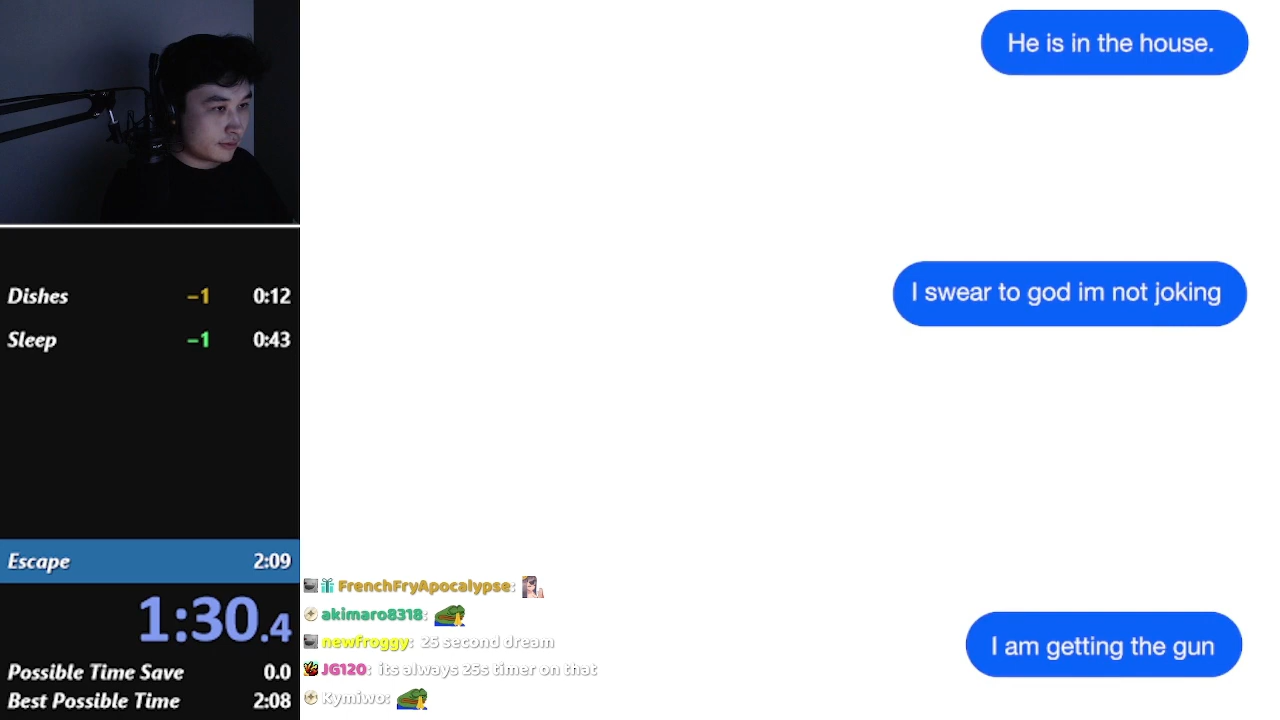 He is in the house.
I swear to god im not joking
I am getting the gun
Dishes -1 0:12
Sleep -1 0:43
Escape 2:09
1:30.4
Possible Time Save 0.0
Best Possible Time 2:08
FrenchFryApocalypse:
akimaro8318:
newfroggy: 25 second dream
JG120: its always 25s timer on that
Kymiwo: